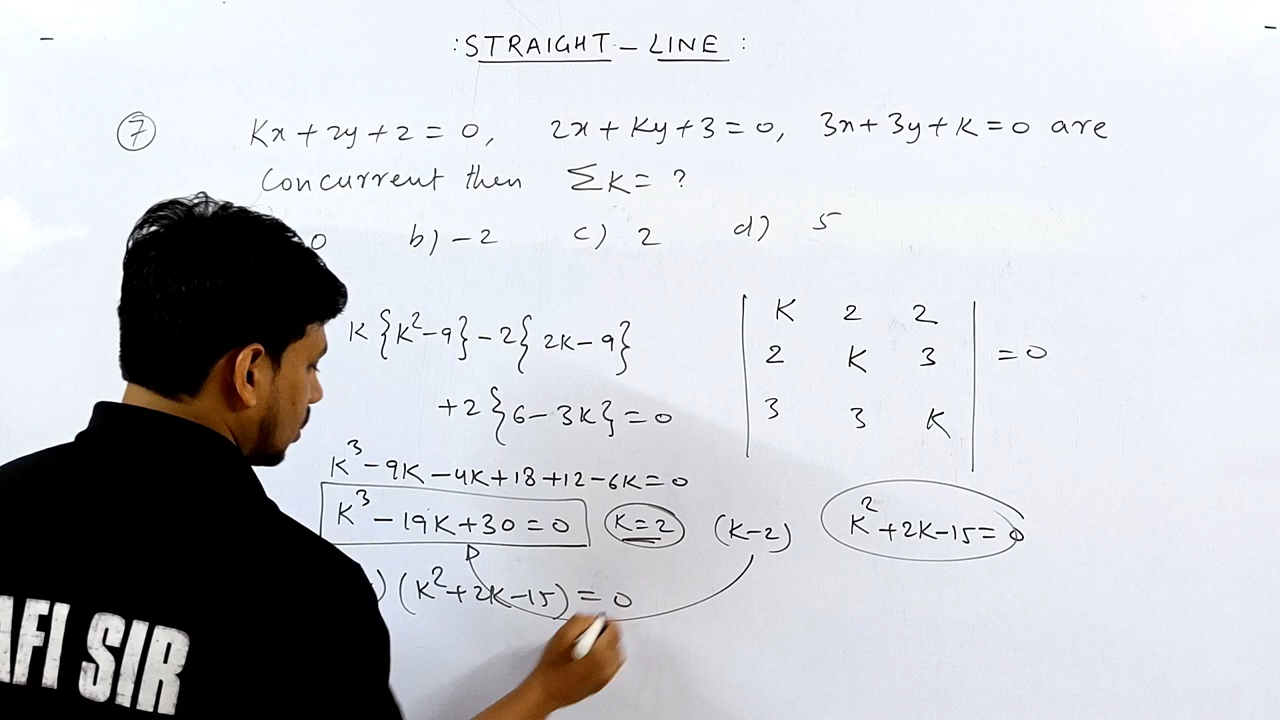 : STRAIGHT - LINE :
(7) Kx + 2y + 2 = 0, 2x + Ky + 3 = 0, 3x + 3y + K = 0 are
concurrent then ΣK = ?
0 b) -2 c) 2 d) 5
K {K² - 9} - 2 {2K - 9}
+ 2 {6 - 3K} = 0
K³ - 9K - 4K + 18 + 12 - 6K = 0
K³ - 19K + 30 = 0 K = 2 (K - 2) K² + 2K - 15 = 0
) (K² + 2K - 15) = 0
K 2 2
2 K 3 = 0
3 3 K
AFI SIR